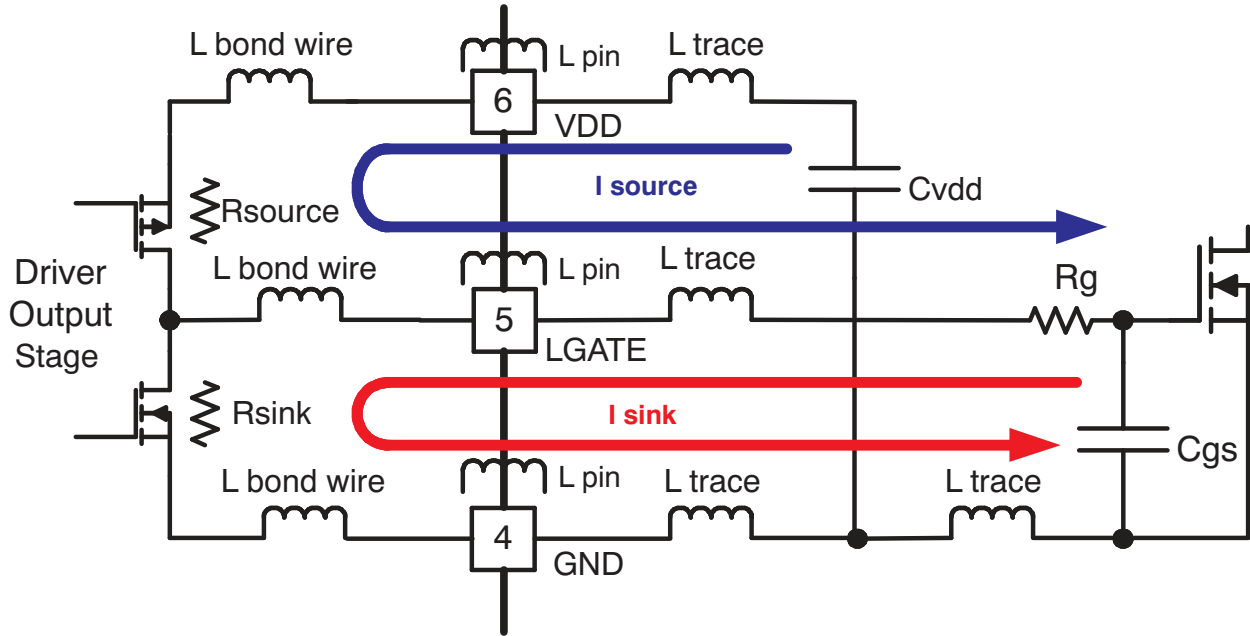 L bond wire
L pin
L trace
6
VDD
I source
Cvdd
Rsource
Driver
Output
Stage
L bond wire
L pin
L trace
Rg
5
LGATE
Rsink
I sink
Cgs
L bond wire
L pin
L trace
L trace
4
GND